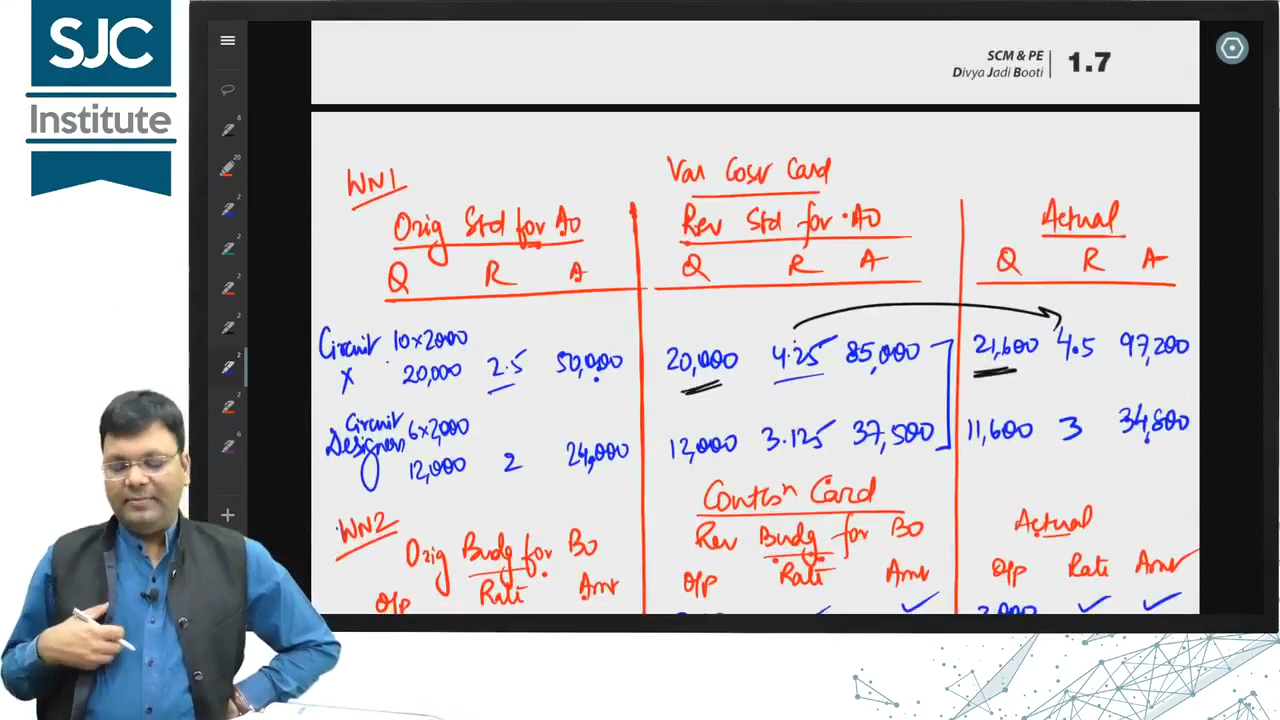 SJC
Institute
SCM & PE
Divya Jadi Booti
1.7
WN1
Var Cost Card
Orig Std for AO
Q R A
Rev Std for AO
Q R A
Actual
Q R A
Circuit X 10×2000
20,000 2.5 50,000
20,000 4.25 85,000
21,600 4.5 97,200
Circuit Designers 6×2,000
12,000 2 24,000
12,000 3.125 37,500
11,600 3 34,800
WN2
Contbn Card
Orig Budg for BO
O/p Rate Amt
Rev Budg for BO
O/p Rate Amt
Actual
O/p Rate Amt